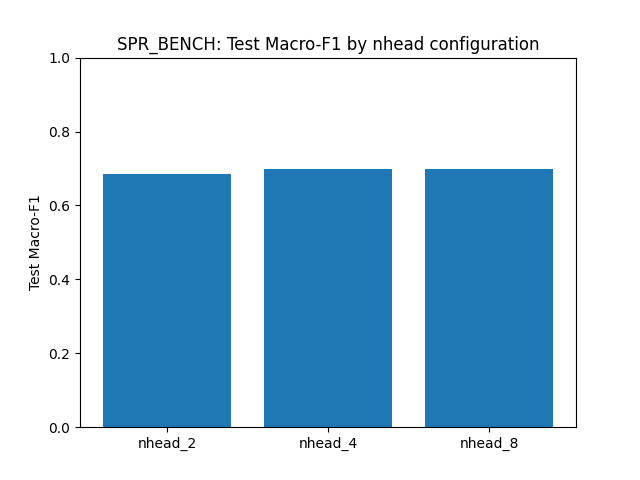 SPR_BENCH: Test Macro-F1 by nhead configuration
1.0
0.8
0.6
0.4
0.2
0.0
Test Macro-F1
nhead_2
nhead_4
nhead_8